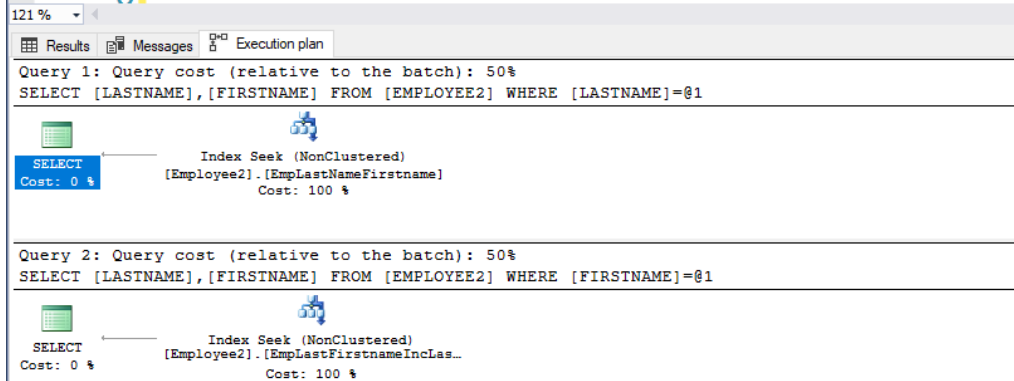 121 %
Results Messages Execution plan
Query 1: Query cost (relative to the batch): 50%
SELECT [LASTNAME],[FIRSTNAME] FROM [EMPLOYEE2] WHERE [LASTNAME]=@1
SELECT
Cost: 0 %
Index Seek (NonClustered)
[Employee2].[EmpLastNameFirstname]
Cost: 100 %
Query 2: Query cost (relative to the batch): 50%
SELECT [LASTNAME],[FIRSTNAME] FROM [EMPLOYEE2] WHERE [FIRSTNAME]=@1
SELECT
Cost: 0 %
Index Seek (NonClustered)
[Employee2].[EmpLastFirstnameIncLas…
Cost: 100 %